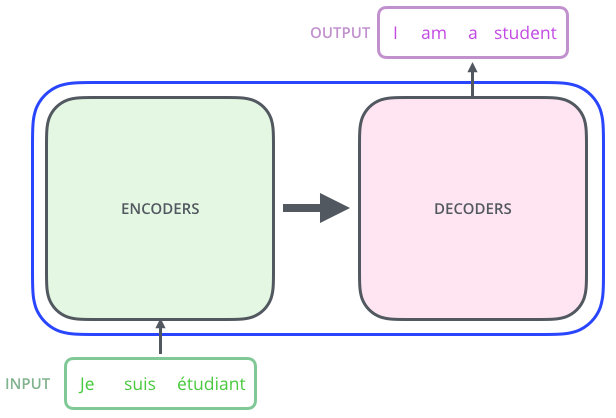 OUTPUT I am a student
ENCODERS DECODERS
INPUT Je suis étudiant